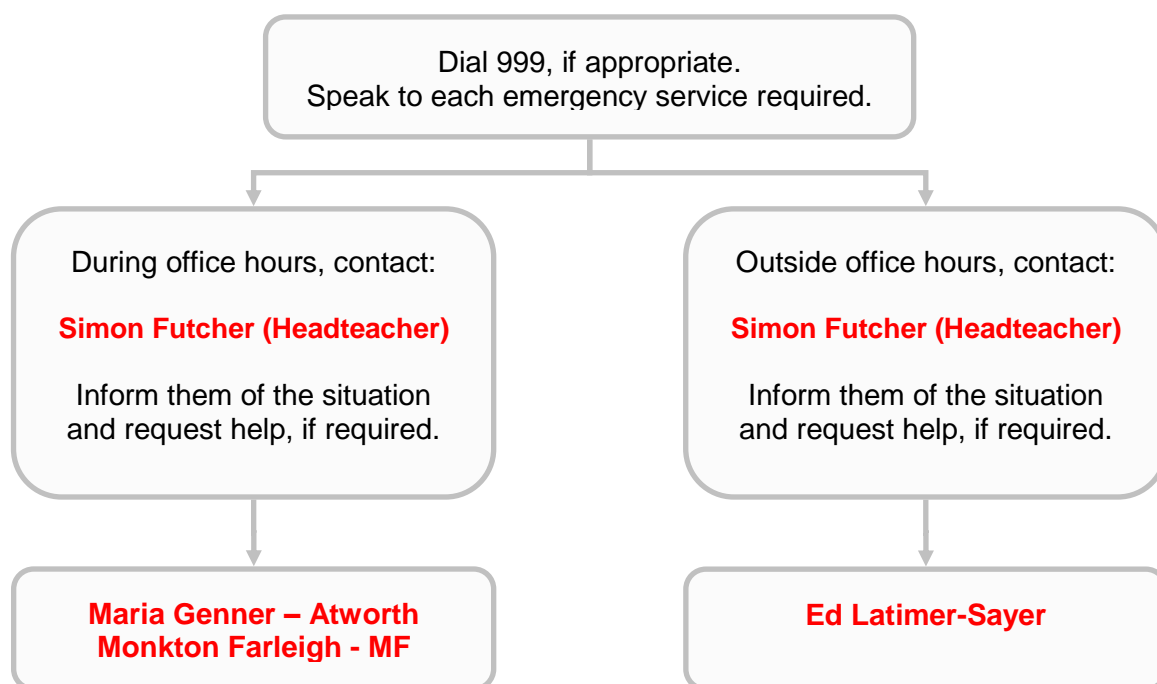 Dial 999, if appropriate.
Speak to each emergency service required.
During office hours, contact:
Simon Futcher (Headteacher)
Inform them of the situation
and request help, if required.
Outside office hours, contact:
Simon Futcher (Headteacher)
Inform them of the situation
and request help, if required.
Maria Genner – Atworth
Monkton Farleigh - MF
Ed Latimer-Sayer